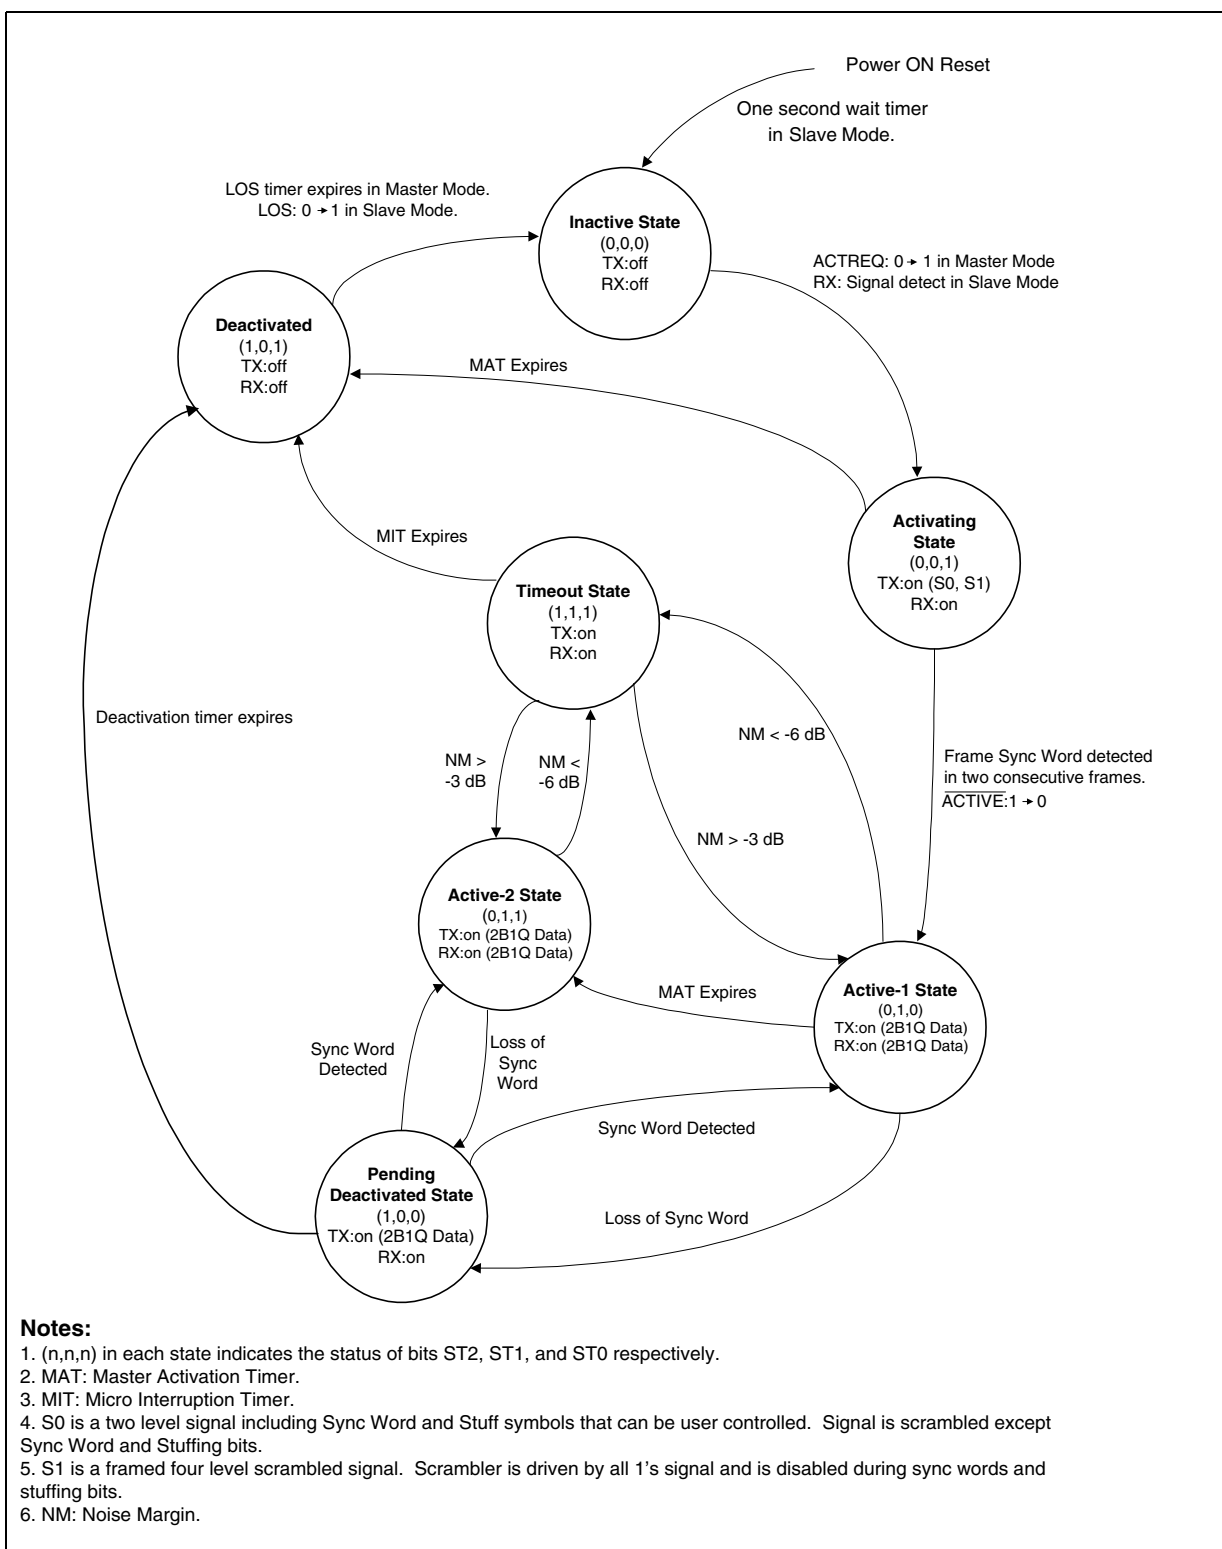 Power ON Reset
One second wait timer
in Slave Mode.
LOS timer expires in Master Mode.
LOS: 0 → 1 in Slave Mode.
Inactive State
(0,0,0)
TX:off
RX:off
ACTREQ: 0 → 1 in Master Mode
RX: Signal detect in Slave Mode
Deactivated
(1,0,1)
TX:off
RX:off
MAT Expires
Activating
State
(0,0,1)
TX:on (S0, S1)
RX:on
MIT Expires
Timeout State
(1,1,1)
TX:on
RX:on
Deactivation timer expires
NM >
-3 dB
NM <
-6 dB
NM < -6 dB
Frame Sync Word detected
in two consecutive frames.
A̅C̅T̅I̅V̅E̅:1 → 0
NM > -3 dB
Active-2 State
(0,1,1)
TX:on (2B1Q Data)
RX:on (2B1Q Data)
MAT Expires
Active-1 State
(0,1,0)
TX:on (2B1Q Data)
RX:on (2B1Q Data)
Sync Word
Detected
Loss of
Sync
Word
Sync Word Detected
Pending
Deactivated State
(1,0,0)
TX:on (2B1Q Data)
RX:on
Loss of Sync Word
Notes:
1. (n,n,n) in each state indicates the status of bits ST2, ST1, and ST0 respectively.
2. MAT: Master Activation Timer.
3. MIT: Micro Interruption Timer.
4. S0 is a two level signal including Sync Word and Stuff symbols that can be user controlled.  Signal is scrambled except
Sync Word and Stuffing bits.
5. S1 is a framed four level scrambled signal.  Scrambler is driven by all 1's signal and is disabled during sync words and
stuffing bits.
6. NM: Noise Margin.